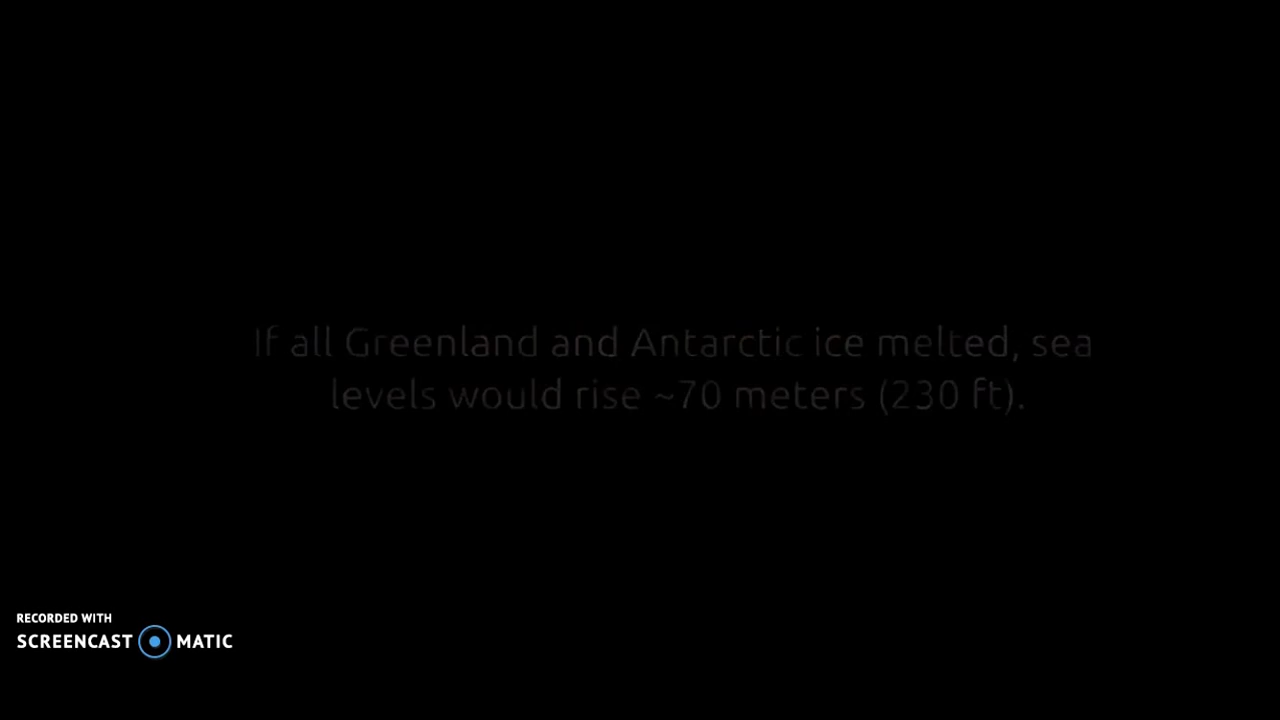 If all Greenland and Antarctic ice melted, sea
levels would rise ~70 meters (230 ft).
RECORDED WITH
SCREENCAST MATIC